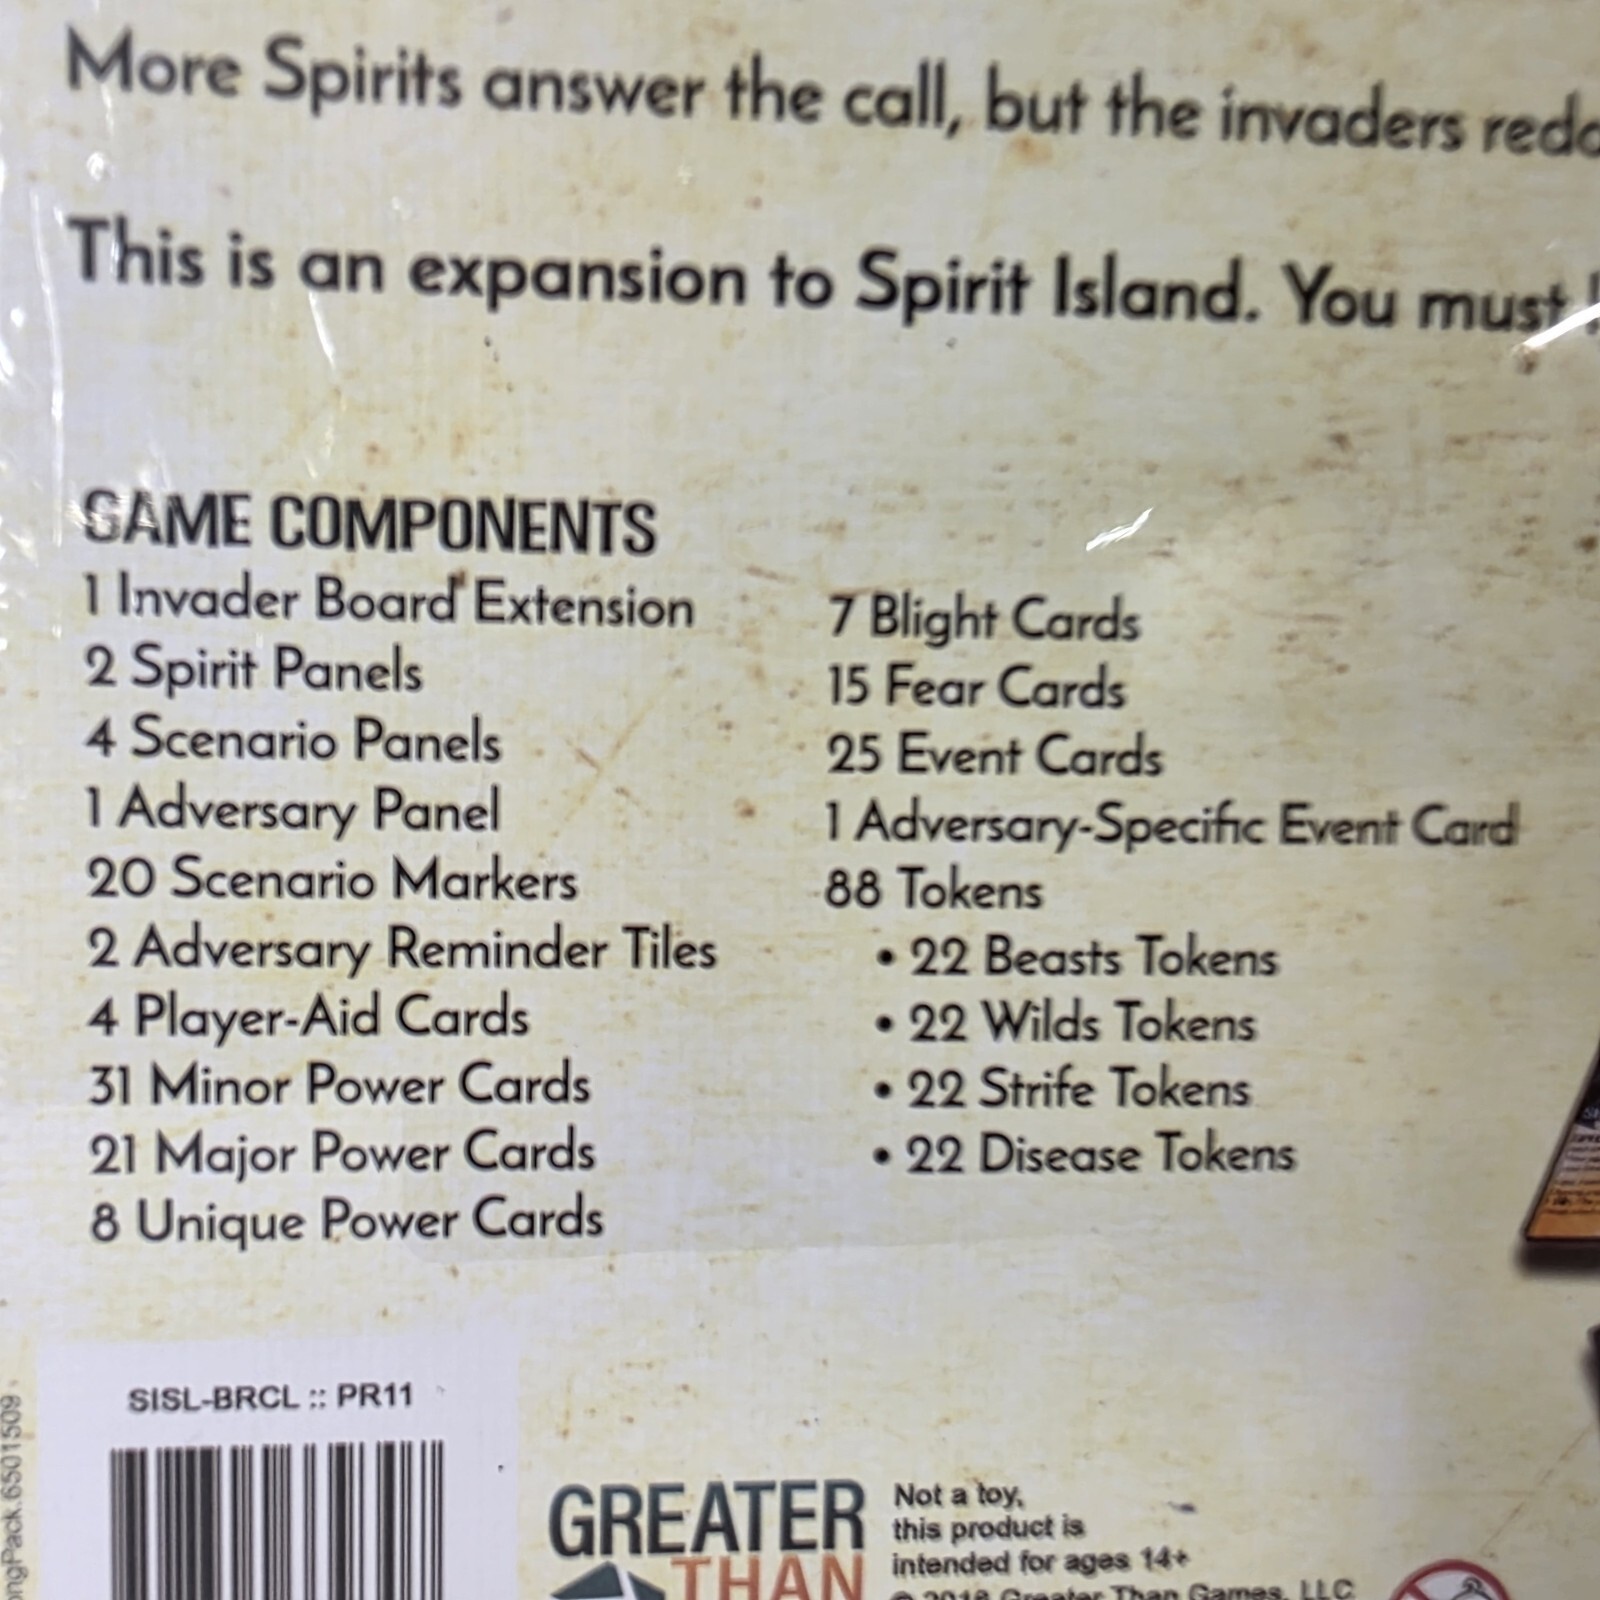 More Spirits answer the call, but the invaders
This is an expansion to Spirit Island. You must
GAME COMPONENTS
1 Invader Board Extension
2 Spirit Panels
4 Scenario Panels
1 Adversary Panel
20 Scenario Markers
2 Adversary Reminder Tiles
4 Player-Aid Cards
31 Minor Power Cards
21 Major Power Cards
8 Unique Power Cards
7 Blight Cards
15 Fear Cards
25 Event Cards
1 Adversary-Specific Event Card
88 Tokens
• 22 Beasts Tokens
• 22 Wilds Tokens
• 22 Strife Tokens
• 22 Disease Tokens
SISL-BRCL :: PR11
GREATER
THAN
Not a toy,
this product is
intended for ages 14+
Greater Than Games, LLC